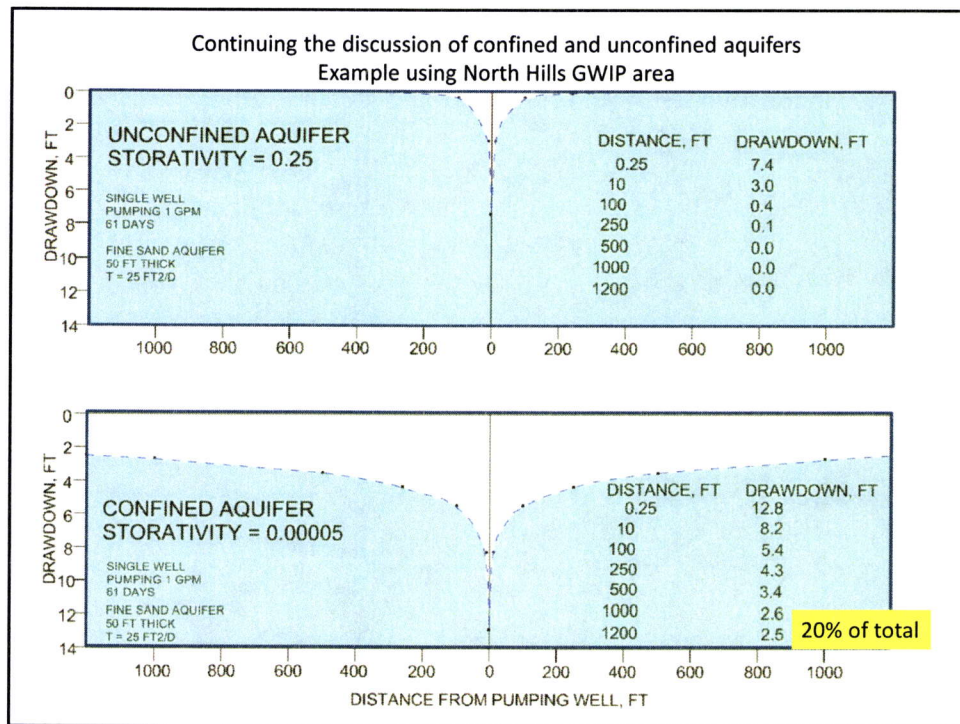 Continuing the discussion of confined and unconfined aquifers
Example using North Hills GWIP area
DRAWDOWN, FT
0
2
4
6
8
10
12
14
UNCONFINED AQUIFER
STORATIVITY = 0.25
SINGLE WELL
PUMPING 1 GPM
61 DAYS
FINE SAND AQUIFER
50 FT THICK
T = 25 FT2/D
DISTANCE, FT DRAWDOWN, FT
0.25 7.4
10 3.0
100 0.4
250 0.1
500 0.0
1000 0.0
1200 0.0
1000 800 600 400 200 0 200 400 600 800 1000
DRAWDOWN, FT
0
2
4
6
8
10
12
14
CONFINED AQUIFER
STORATIVITY = 0.00005
SINGLE WELL
PUMPING 1 GPM
61 DAYS
FINE SAND AQUIFER
50 FT THICK
T = 25 FT2/D
DISTANCE, FT DRAWDOWN, FT
0.25 12.8
10 8.2
100 5.4
250 4.3
500 3.4
1000 2.6
1200 2.5 20% of total
1000 800 600 400 200 0 200 400 600 800 1000
DISTANCE FROM PUMPING WELL, FT